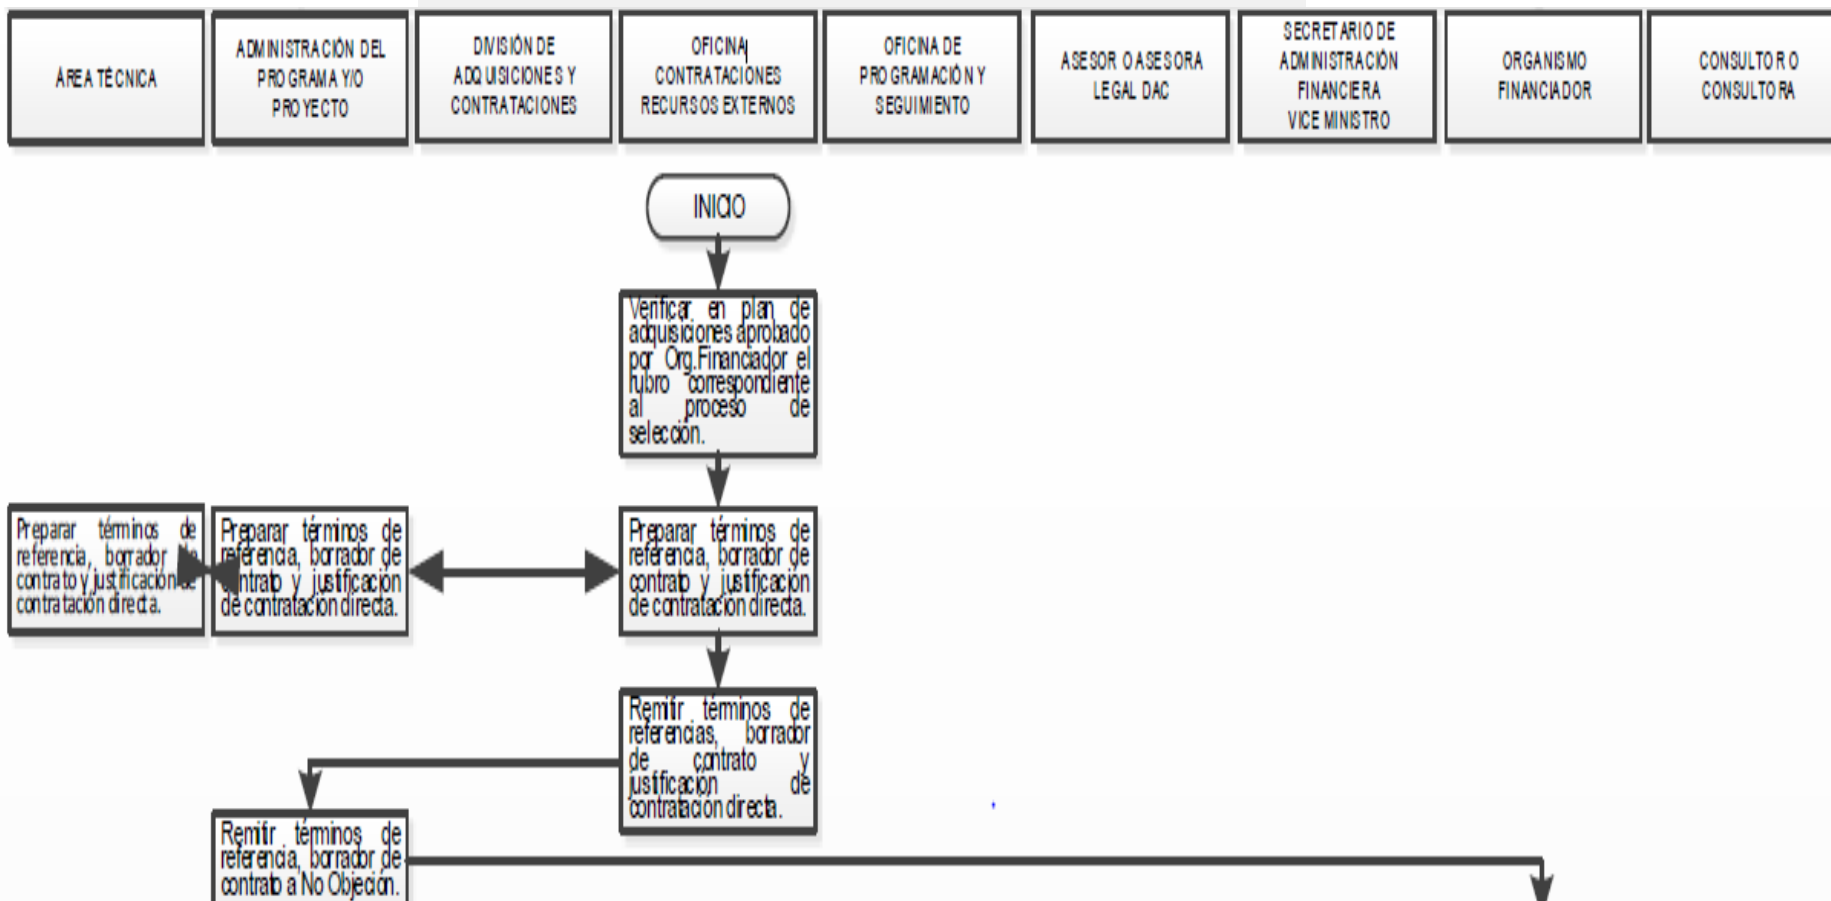 ÁREA TÉCNICA
ADMINISTRACIÓN DEL
PROGRAMA Y/O
PROYECTO
DIVISIÓN DE
ADQUISICIONES Y
CONTRATACIONES
OFICINA
CONTRATACIONES
RECURSOS EXTERNOS
OFICINA DE
PROGRAMACIÓN Y
SEGUIMIENTO
ASESOR O ASESORA
LEGAL DAC
SECRETARIO DE
ADMINISTRACIÓN
FINANCIERA
VICE MINISTRO
ORGANISMO
FINANCIADOR
CONSULTOR O
CONSULTORA
INICIO
Verificar en plan de
adquisiciones aprobado
por Org.Financiador el
rubro correspondiente
al proceso de
selección.
Preparar términos de
referencia, borrador de
contrato y justificación de
contratación directa.
Preparar términos de
referencia, borrador de
contrato y justificación
de contratación directa.
Preparar términos de
referencia, borrador de
contrato y justificación
de contratación directa.
Remitir términos de
referencias, borrador
de contrato y
justificación de
contratación directa.
Remitir términos de
referencia, borrador de
contrato a No Objeción.